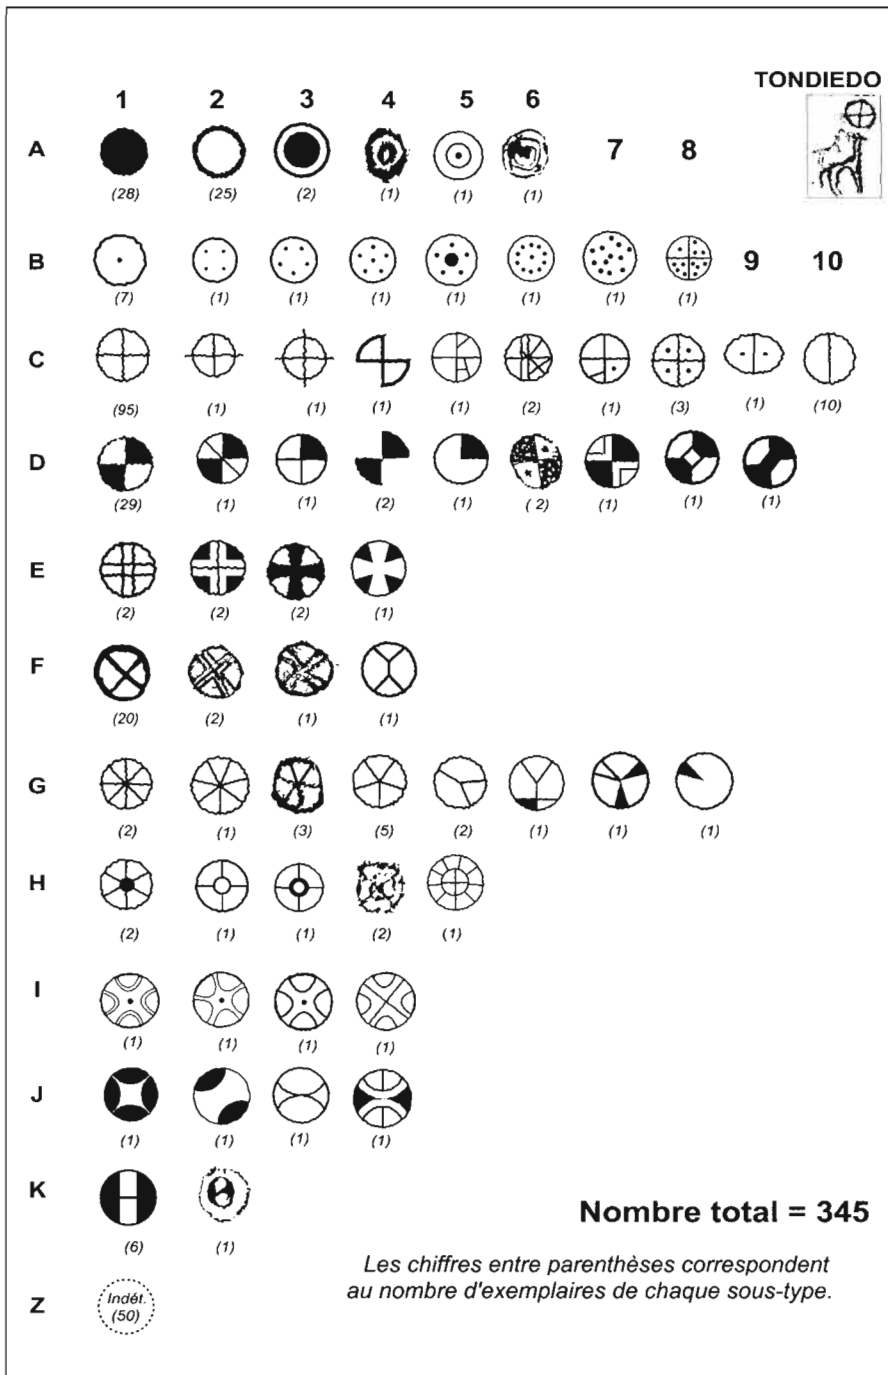 TONDIEDO
1 2 3 4 5 6
A 7 8
(28) (25) (2) (1) (1) (1)
B 9 10
(7) (1) (1) (1) (1) (1) (1) (1)
C
(95) (1) (1) (1) (1) (2) (1) (3) (1) (10)
D
(29) (1) (1) (2) (1) ( 2) (1) (1) (1)
E
(2) (2) (2) (1)
F
(20) (2) (1) (1)
G
(2) (1) (3) (5) (2) (1) (1) (1)
H
(2) (1) (1) (2) (1)
I
(1) (1) (1) (1)
J
(1) (1) (1) (1)
K
(6) (1)
Nombre total = 345
Les chiffres entre parenthèses correspondent
au nombre d'exemplaires de chaque sous-type.
Z
Indét.
(50)